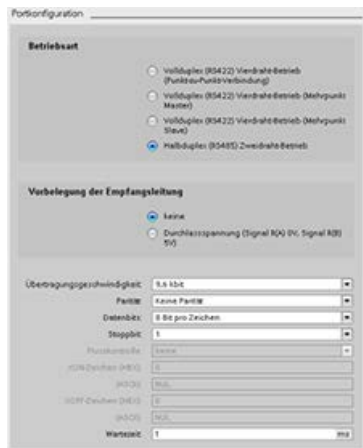 Portkonfiguration
Betriebsart
Vollduplex (RS422) Vierdraht-Betrieb
(Punkt-zu-Punkt-Verbindung)
Vollduplex (RS422) Vierdraht-Betrieb (Mehrpunkt
Master)
Vollduplex (RS422) Vierdraht-Betrieb (Mehrpunkt
Slave)
Halbduplex (RS485) Zweidraht-Betrieb
Vorbelegung der Empfangsleitung
keine
Durchlassspannung (Signal R(A) 0V, Signal R(B)
5V)
Übertragungsgeschwindigkeit: 9,6 kbit
Parität: Keine Parität
Datenbits: 8 Bit pro Zeichen
Stoppbit: 1
Flusskontrolle: keine
XON-Zeichen (HEX): 0
(ASCII): NUL
XOFF-Zeichen (HEX): 0
(ASCII): NUL
Wartezeit: 1 ms